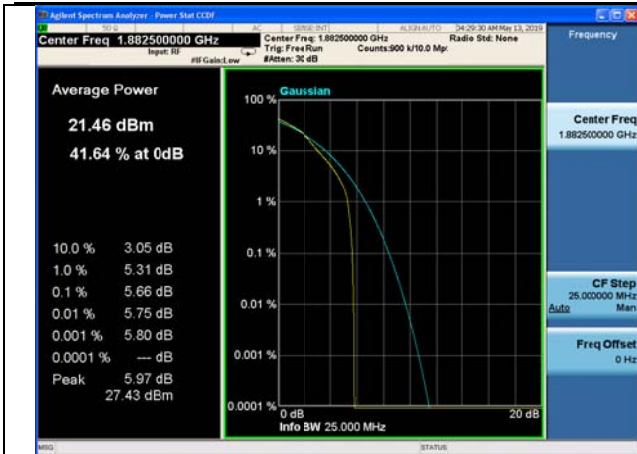 Agilent Spectrum Analyzer - Power Stat CCDF
50 Ω AC SENSE:INT ALIGN AUTO 04:29:30 AM May 13, 2019
Center Freq 1.882500000 GHz
Input: RF
#IFGain:Low
Center Freq: 1.882500000 GHz
Trig: Free Run
Counts:900 k/10.0 Mpt
#Atten: 30 dB
Radio Std: None
Frequency
Average Power
21.46 dBm
41.64 % at 0dB
10.0 % 3.05 dB
1.0 % 5.31 dB
0.1 % 5.66 dB
0.01 % 5.75 dB
0.001 % 5.80 dB
0.0001 % --- dB
Peak 5.97 dB
27.43 dBm
Gaussian
100 %
10 %
1 %
0.1 %
0.01 %
0.001 %
0.0001 %
0 dB
20 dB
Info BW 25.000 MHz
Center Freq
1.882500000 GHz
CF Step
25.000000 MHz
Auto Man
Freq Offset
0 Hz
MSG
STATUS